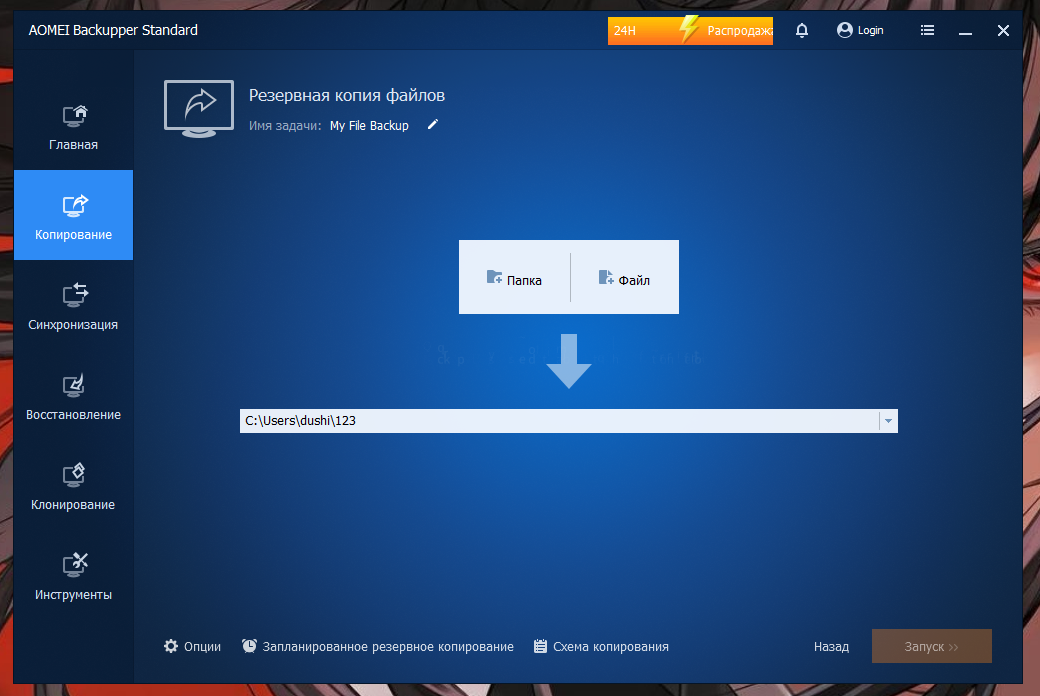 AOMEI Backupper Standard
24H Распродажа
Login
Резервная копия файлов
Имя задачи: My File Backup
Главная
Копирование
Синхронизация
Восстановление
Клонирование
Инструменты
Папка
Файл
C:\Users\dushi\123
Опции
Запланированное резервное копирование
Схема копирования
Назад
Запуск >>